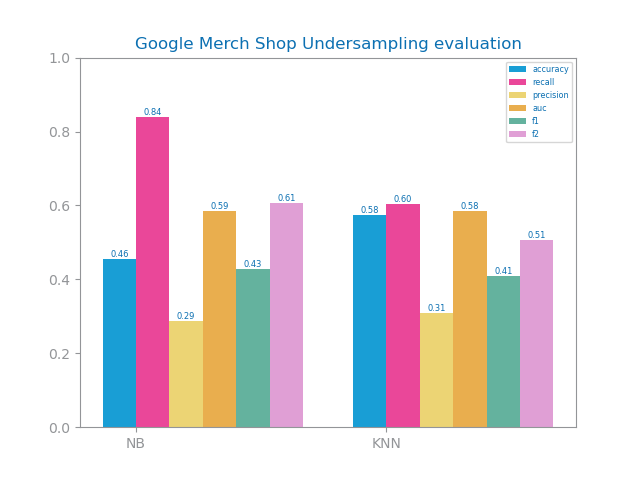 Google Merch Shop Undersampling evaluation
1.0
0.8
0.6
0.4
0.2
0.0
accuracy
recall
precision
auc
f1
f2
0.46
0.84
0.29
0.59
0.43
0.61
0.58
0.60
0.31
0.58
0.41
0.51
NB
KNN